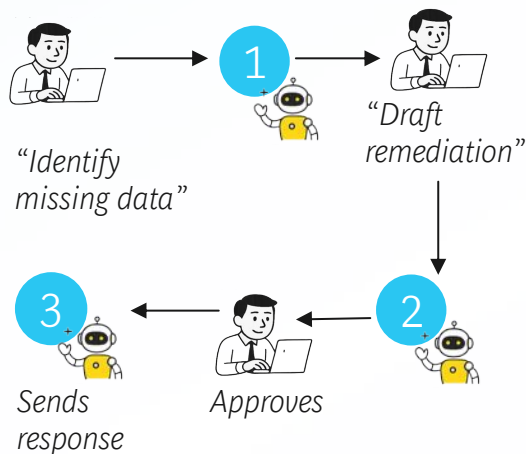 1
“Identify
missing data”
“Draft
remediation”
2
Approves
3
Sends
response